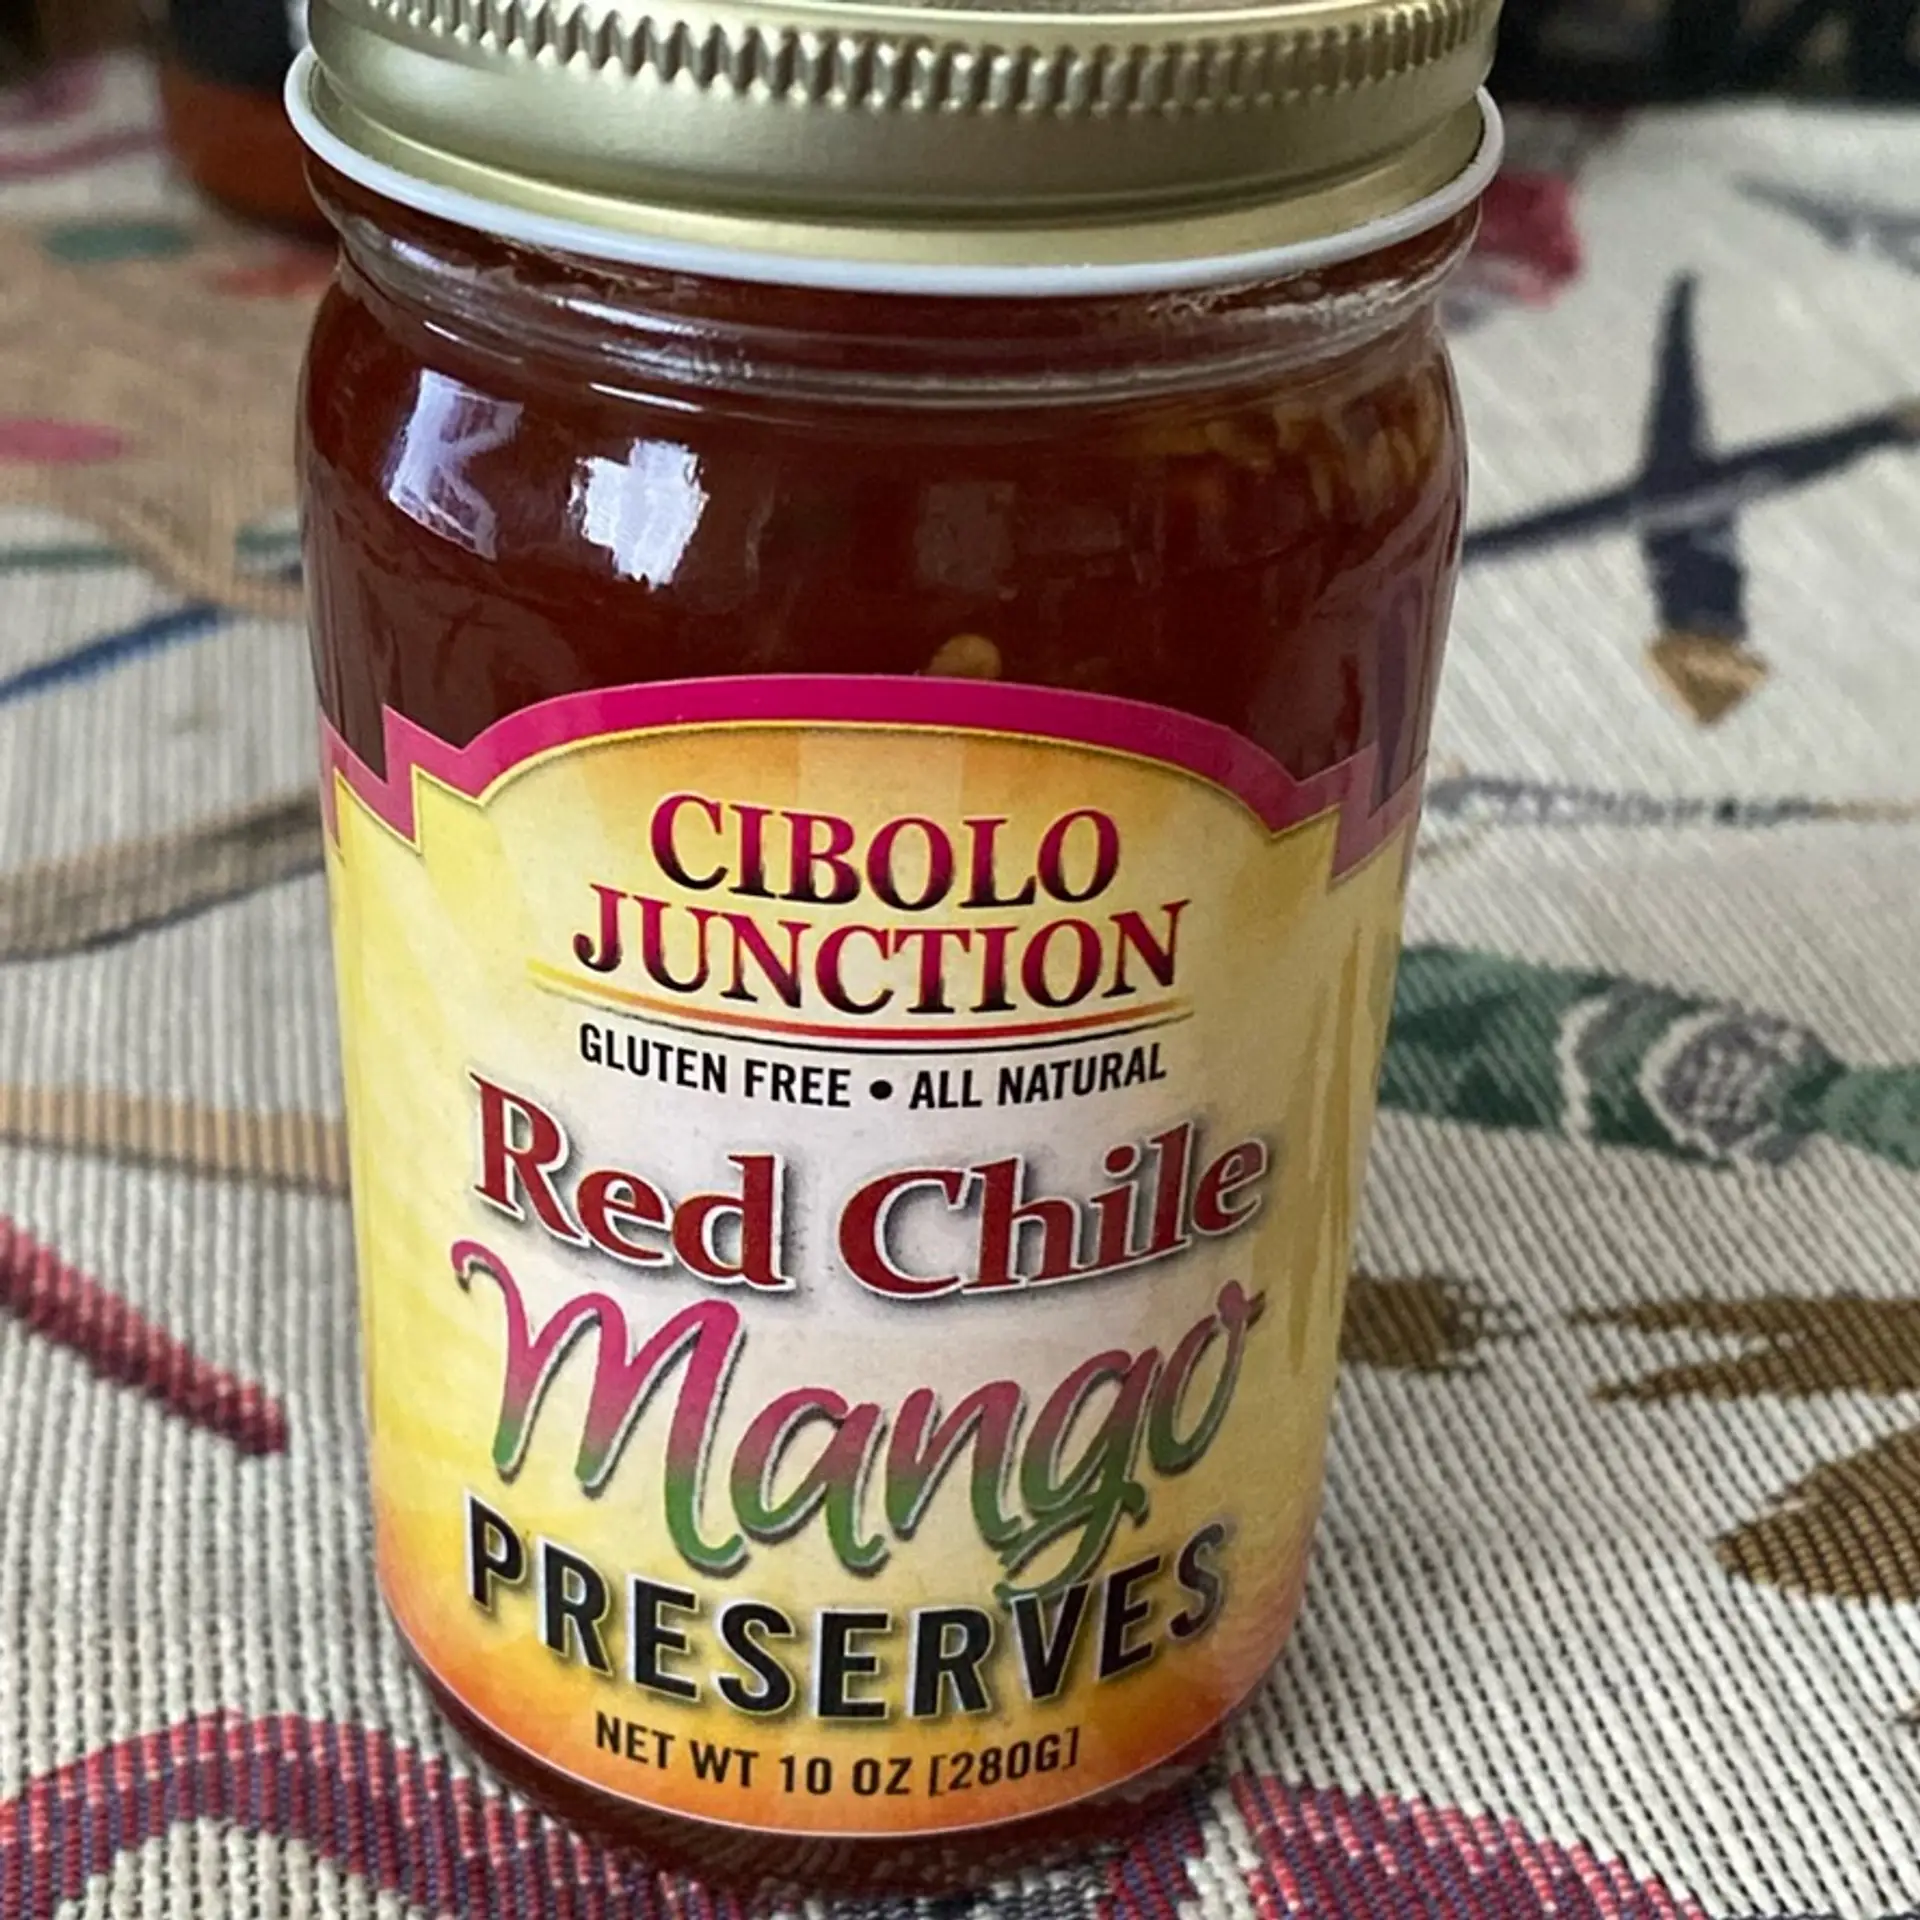 CIBOLO
JUNCTION
GLUTEN FREE • ALL NATURAL
Red Chile
Mango
PRESERVES
NET WT 10 OZ [280G]